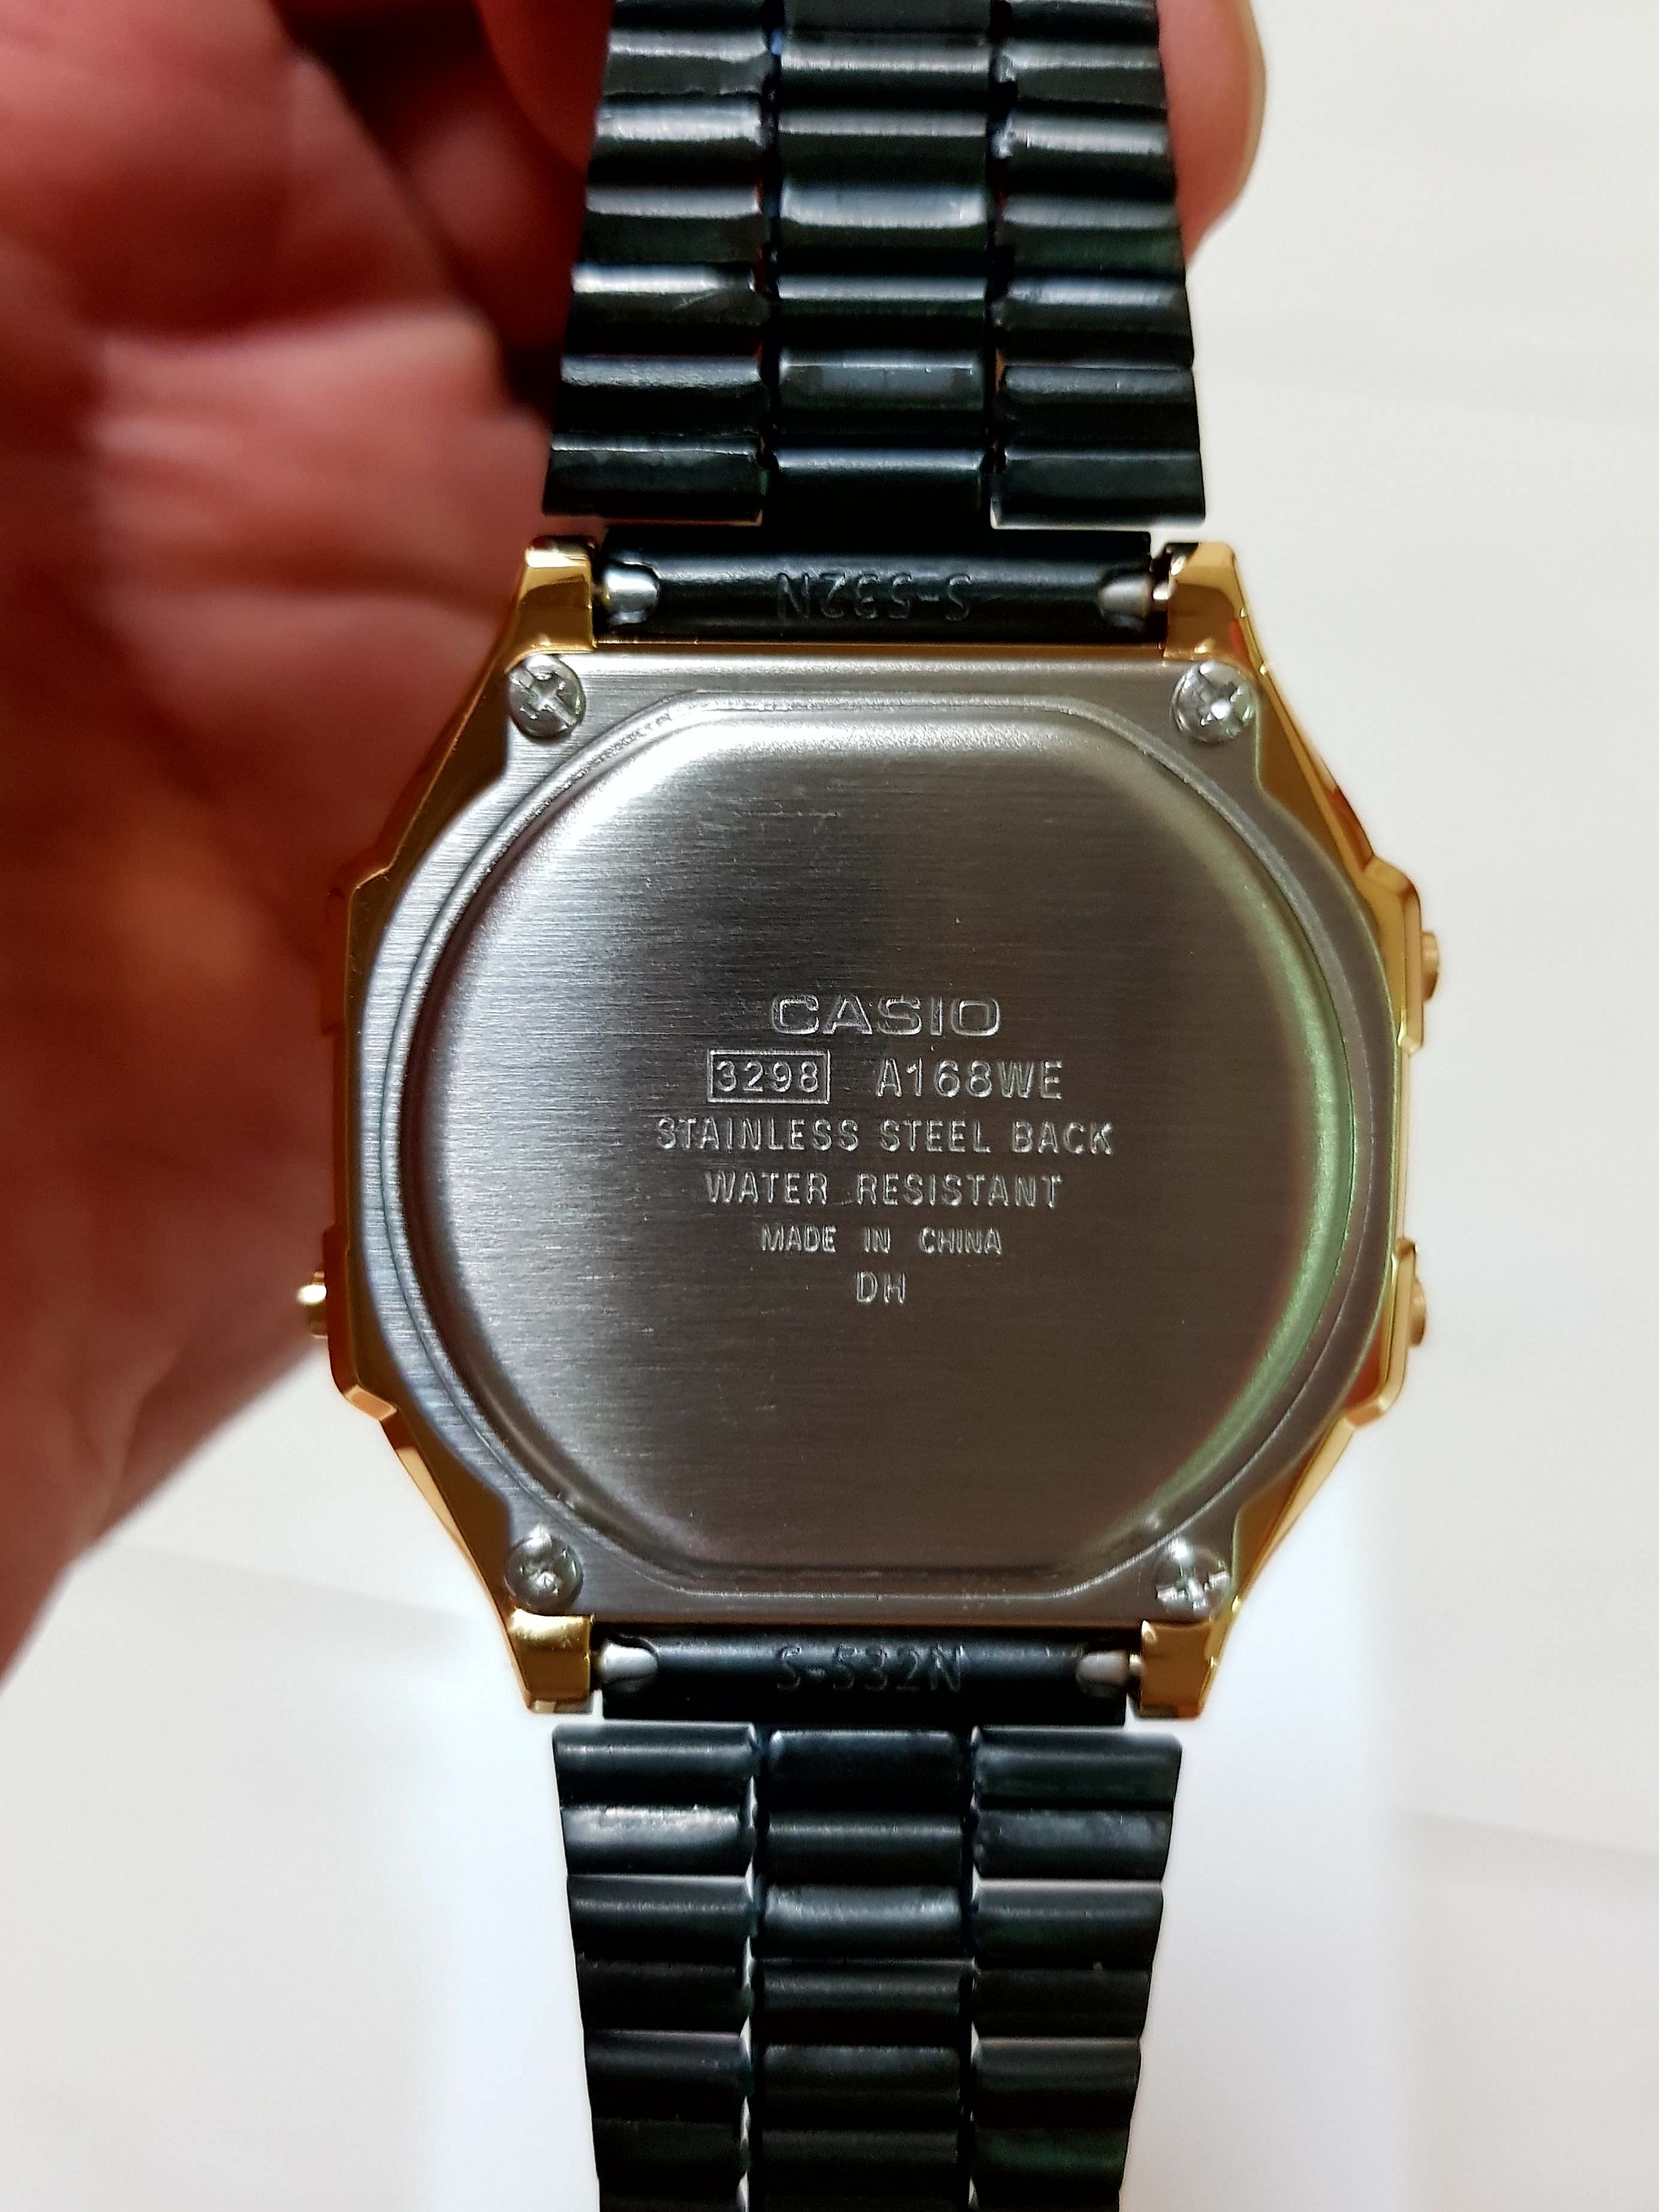 S-532N
CASIO
3298 A168WE
STAINLESS STEEL BACK
WATER RESISTANT
MADE IN CHINA
DH
S-532N